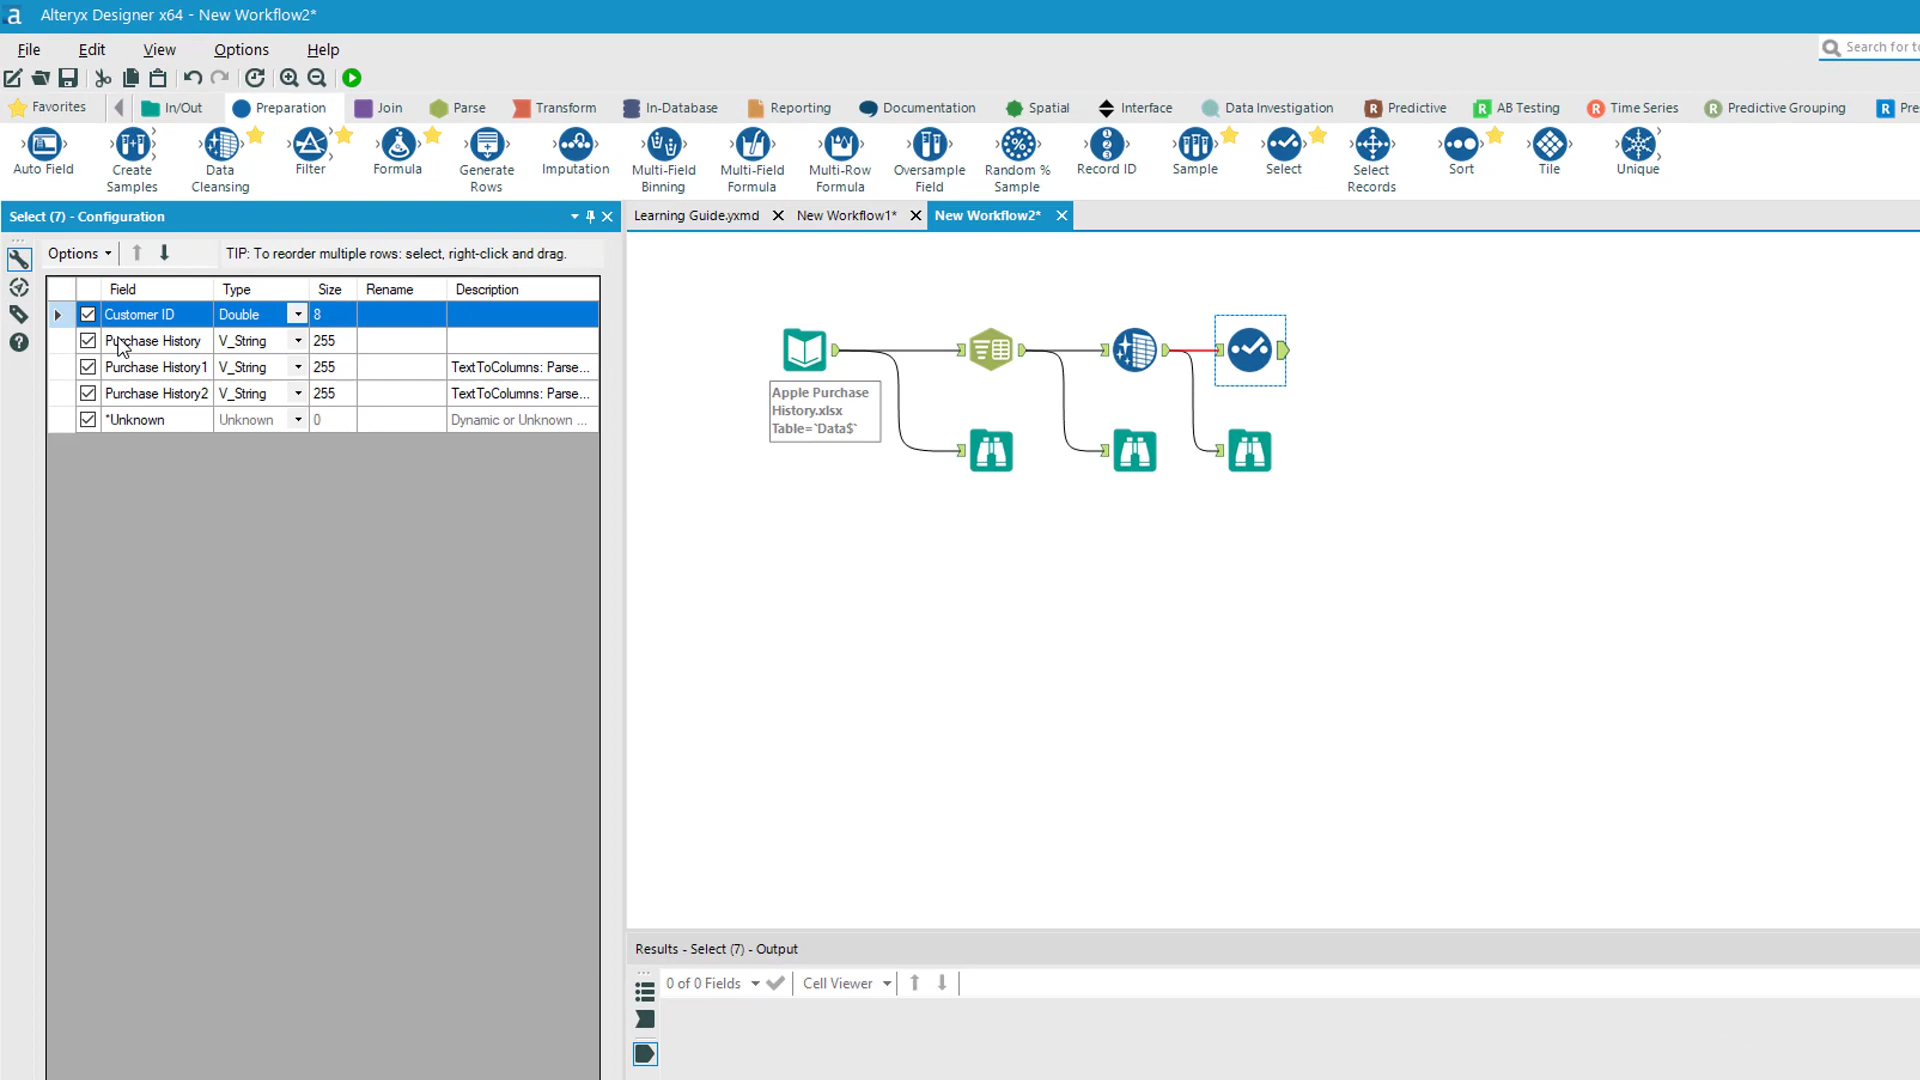 a Alteryx Designer x64 - New Workflow2*
File Edit View Options Help
Search for to
Favorites In/Out Preparation Join Parse Transform In-Database Reporting Documentation Spatial Interface Data Investigation R Predictive R AB Testing R Time Series R Predictive Grouping R Pre
Auto Field
Create
Samples
Data
Cleansing
Filter
Formula
Generate
Rows
Imputation
Multi-Field
Binning
Multi-Field
Formula
Multi-Row
Formula
Oversample
Field
Random %
Sample
Record ID
Sample
Select
Select
Records
Sort
Tile
Unique
Select (7) - Configuration
Learning Guide.yxmd New Workflow1* New Workflow2*
Options TIP: To reorder multiple rows: select, right-click and drag.
Field Type Size Rename Description
Customer ID Double 8
Purchase History V_String 255
Purchase History1 V_String 255 TextToColumns: Parse...
Purchase History2 V_String 255 TextToColumns: Parse...
*Unknown Unknown 0 Dynamic or Unknown ...
Apple Purchase
History.xlsx
Table=`Data$`
Results - Select (7) - Output
0 of 0 Fields Cell Viewer